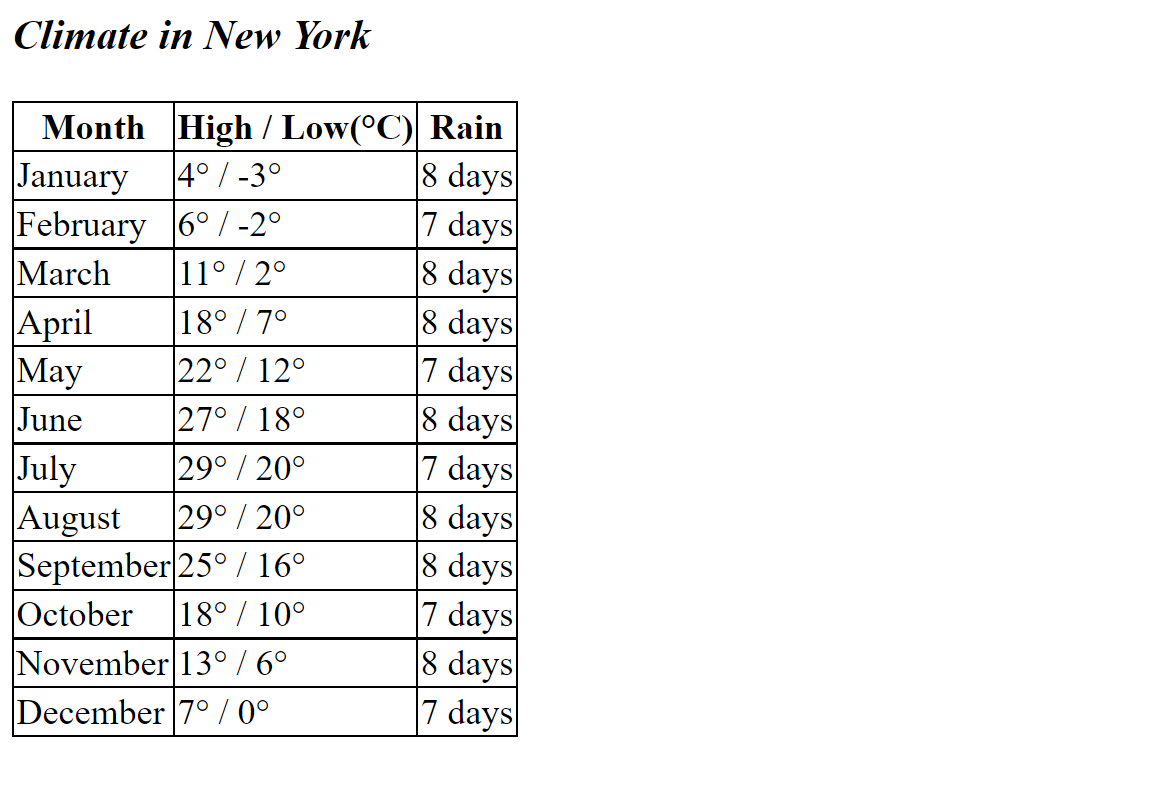 Climate in New York
Month High / Low(°C) Rain
January 4° / -3° 8 days
February 6° / -2° 7 days
March 11° / 2° 8 days
April 18° / 7° 8 days
May 22° / 12° 7 days
June 27° / 18° 8 days
July 29° / 20° 7 days
August 29° / 20° 8 days
September 25° / 16° 8 days
October 18° / 10° 7 days
November 13° / 6° 8 days
December 7° / 0° 7 days